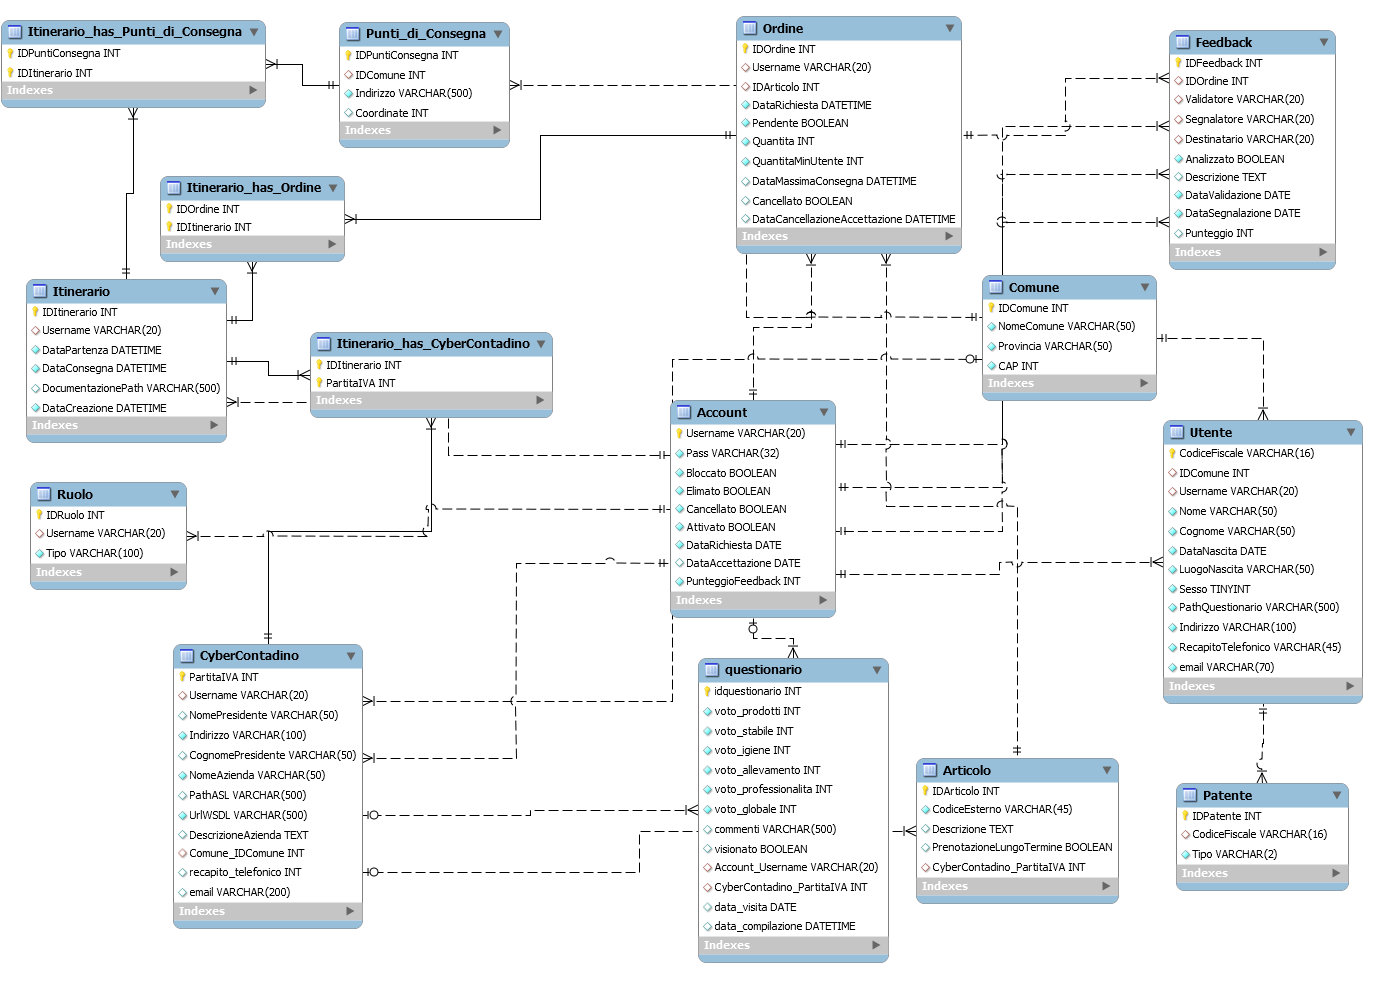 Itinerario_has_Punti_di_Consegna
IDPuntiConsegna INT
IDItinerario INT
Indexes
Punti_di_Consegna
IDPuntiConsegna INT
IDComune INT
Indirizzo VARCHAR(500)
Coordinate INT
Indexes
Ordine
IDOrdine INT
Username VARCHAR(20)
IDArticolo INT
DataRichiesta DATETIME
Pendente BOOLEAN
Quantita INT
QuantitaMinUtente INT
DataMassimaConsegna DATETIME
Cancellato BOOLEAN
DataCancellazioneAccettazione DATETIME
Indexes
Feedback
IDFeedback INT
IDOrdine INT
Validatore VARCHAR(20)
Segnalatore VARCHAR(20)
Destinatario VARCHAR(20)
Analizzato BOOLEAN
Descrizione TEXT
DataValidazione DATE
DataSegnalazione DATE
Punteggio INT
Indexes
Itinerario_has_Ordine
IDOrdine INT
IDItinerario INT
Indexes
Itinerario
IDItinerario INT
Username VARCHAR(20)
DataPartenza DATETIME
DataConsegna DATETIME
DocumentazionePath VARCHAR(500)
DataCreazione DATETIME
Indexes
Itinerario_has_CyberContadino
IDItinerario INT
PartitaIVA INT
Indexes
Comune
IDComune INT
NomeComune VARCHAR(50)
Provincia VARCHAR(50)
CAP INT
Indexes
Account
Username VARCHAR(20)
Pass VARCHAR(32)
Bloccato BOOLEAN
Elimato BOOLEAN
Cancellato BOOLEAN
Attivato BOOLEAN
DataRichiesta DATE
DataAccettazione DATE
PunteggioFeedback INT
Indexes
Utente
CodiceFiscale VARCHAR(16)
IDComune INT
Username VARCHAR(20)
Nome VARCHAR(50)
Cognome VARCHAR(50)
DataNascita DATE
LuogoNascita VARCHAR(50)
Sesso TINYINT
PathQuestionario VARCHAR(500)
Indirizzo VARCHAR(100)
RecapitoTelefonico VARCHAR(45)
email VARCHAR(70)
Indexes
Ruolo
IDRuolo INT
Username VARCHAR(20)
Tipo VARCHAR(100)
Indexes
CyberContadino
PartitaIVA INT
Username VARCHAR(20)
NomePresidente VARCHAR(50)
Indirizzo VARCHAR(100)
CognomePresidente VARCHAR(50)
NomeAzienda VARCHAR(50)
PathASL VARCHAR(500)
UrlWSDL VARCHAR(500)
DescrizioneAzienda TEXT
Comune_IDComune INT
recapito_telefonico INT
email VARCHAR(200)
Indexes
questionario
idquestionario INT
voto_prodotti INT
voto_stabile INT
voto_igiene INT
voto_allevamento INT
voto_professionalita INT
voto_globale INT
commenti VARCHAR(500)
visionato BOOLEAN
Account_Username VARCHAR(20)
CyberContadino_PartitaIVA INT
data_visita DATE
data_compilazione DATETIME
Indexes
Articolo
IDArticolo INT
CodiceEsterno VARCHAR(45)
Descrizione TEXT
PrenotazioneLungoTermine BOOLEAN
CyberContadino_PartitaIVA INT
Indexes
Patente
IDPatente INT
CodiceFiscale VARCHAR(16)
Tipo VARCHAR(2)
Indexes